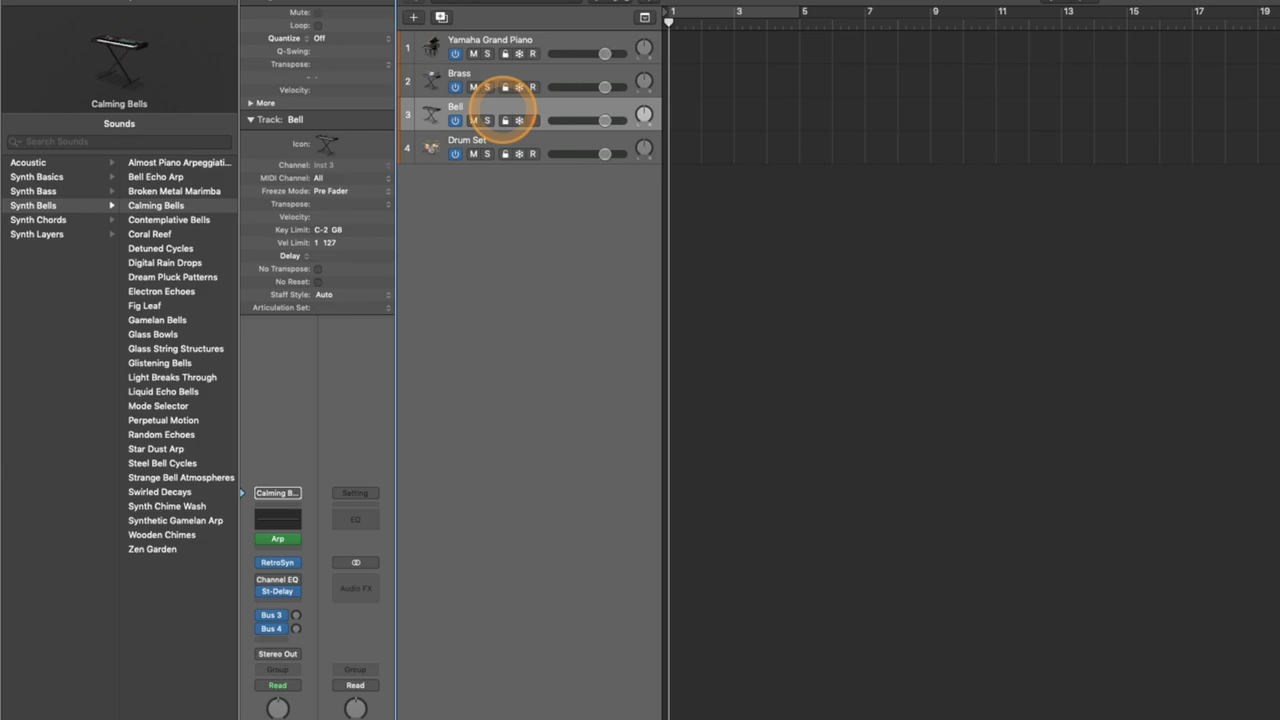 Calming Bells
Sounds
Search Sounds
Acoustic
Synth Basics
Synth Bass
Synth Bells
Synth Chords
Synth Layers
Almost Piano Arpeggiati...
Bell Echo Arp
Broken Metal Marimba
Calming Bells
Contemplative Bells
Coral Reef
Detuned Cycles
Digital Rain Drops
Dream Pluck Patterns
Electron Echoes
Fig Leaf
Gamelan Bells
Glass Bowls
Glass String Structures
Glistening Bells
Light Breaks Through
Liquid Echo Bells
Mode Selector
Perpetual Motion
Random Echoes
Star Dust Arp
Steel Bell Cycles
Strange Bell Atmospheres
Swirled Decays
Synth Chime Wash
Synthetic Gamelan Arp
Wooden Chimes
Zen Garden
Mute:
Loop:
Quantize Off
Q-Swing:
Transpose:
- -
Velocity:
More
Track: Bell
Icon:
Channel: Inst 3
MIDI Channel: All
Freeze Mode: Pre Fader
Transpose:
Velocity:
Key Limit: C-2 G8
Vel Limit: 1 127
Delay
No Transpose:
No Reset:
Staff Style: Auto
Articulation Set:
Calming B... Setting
EQ
Arp
RetroSyn
Channel EQ
St-Delay Audio FX
Bus 3
Bus 4
Stereo Out
Group Group
Read Read
1 Yamaha Grand Piano
M S R
2 Brass
M S R
3 Bell
M S
4 Drum Set
M S R
1 3 5 7 9 11 13 15 17 19